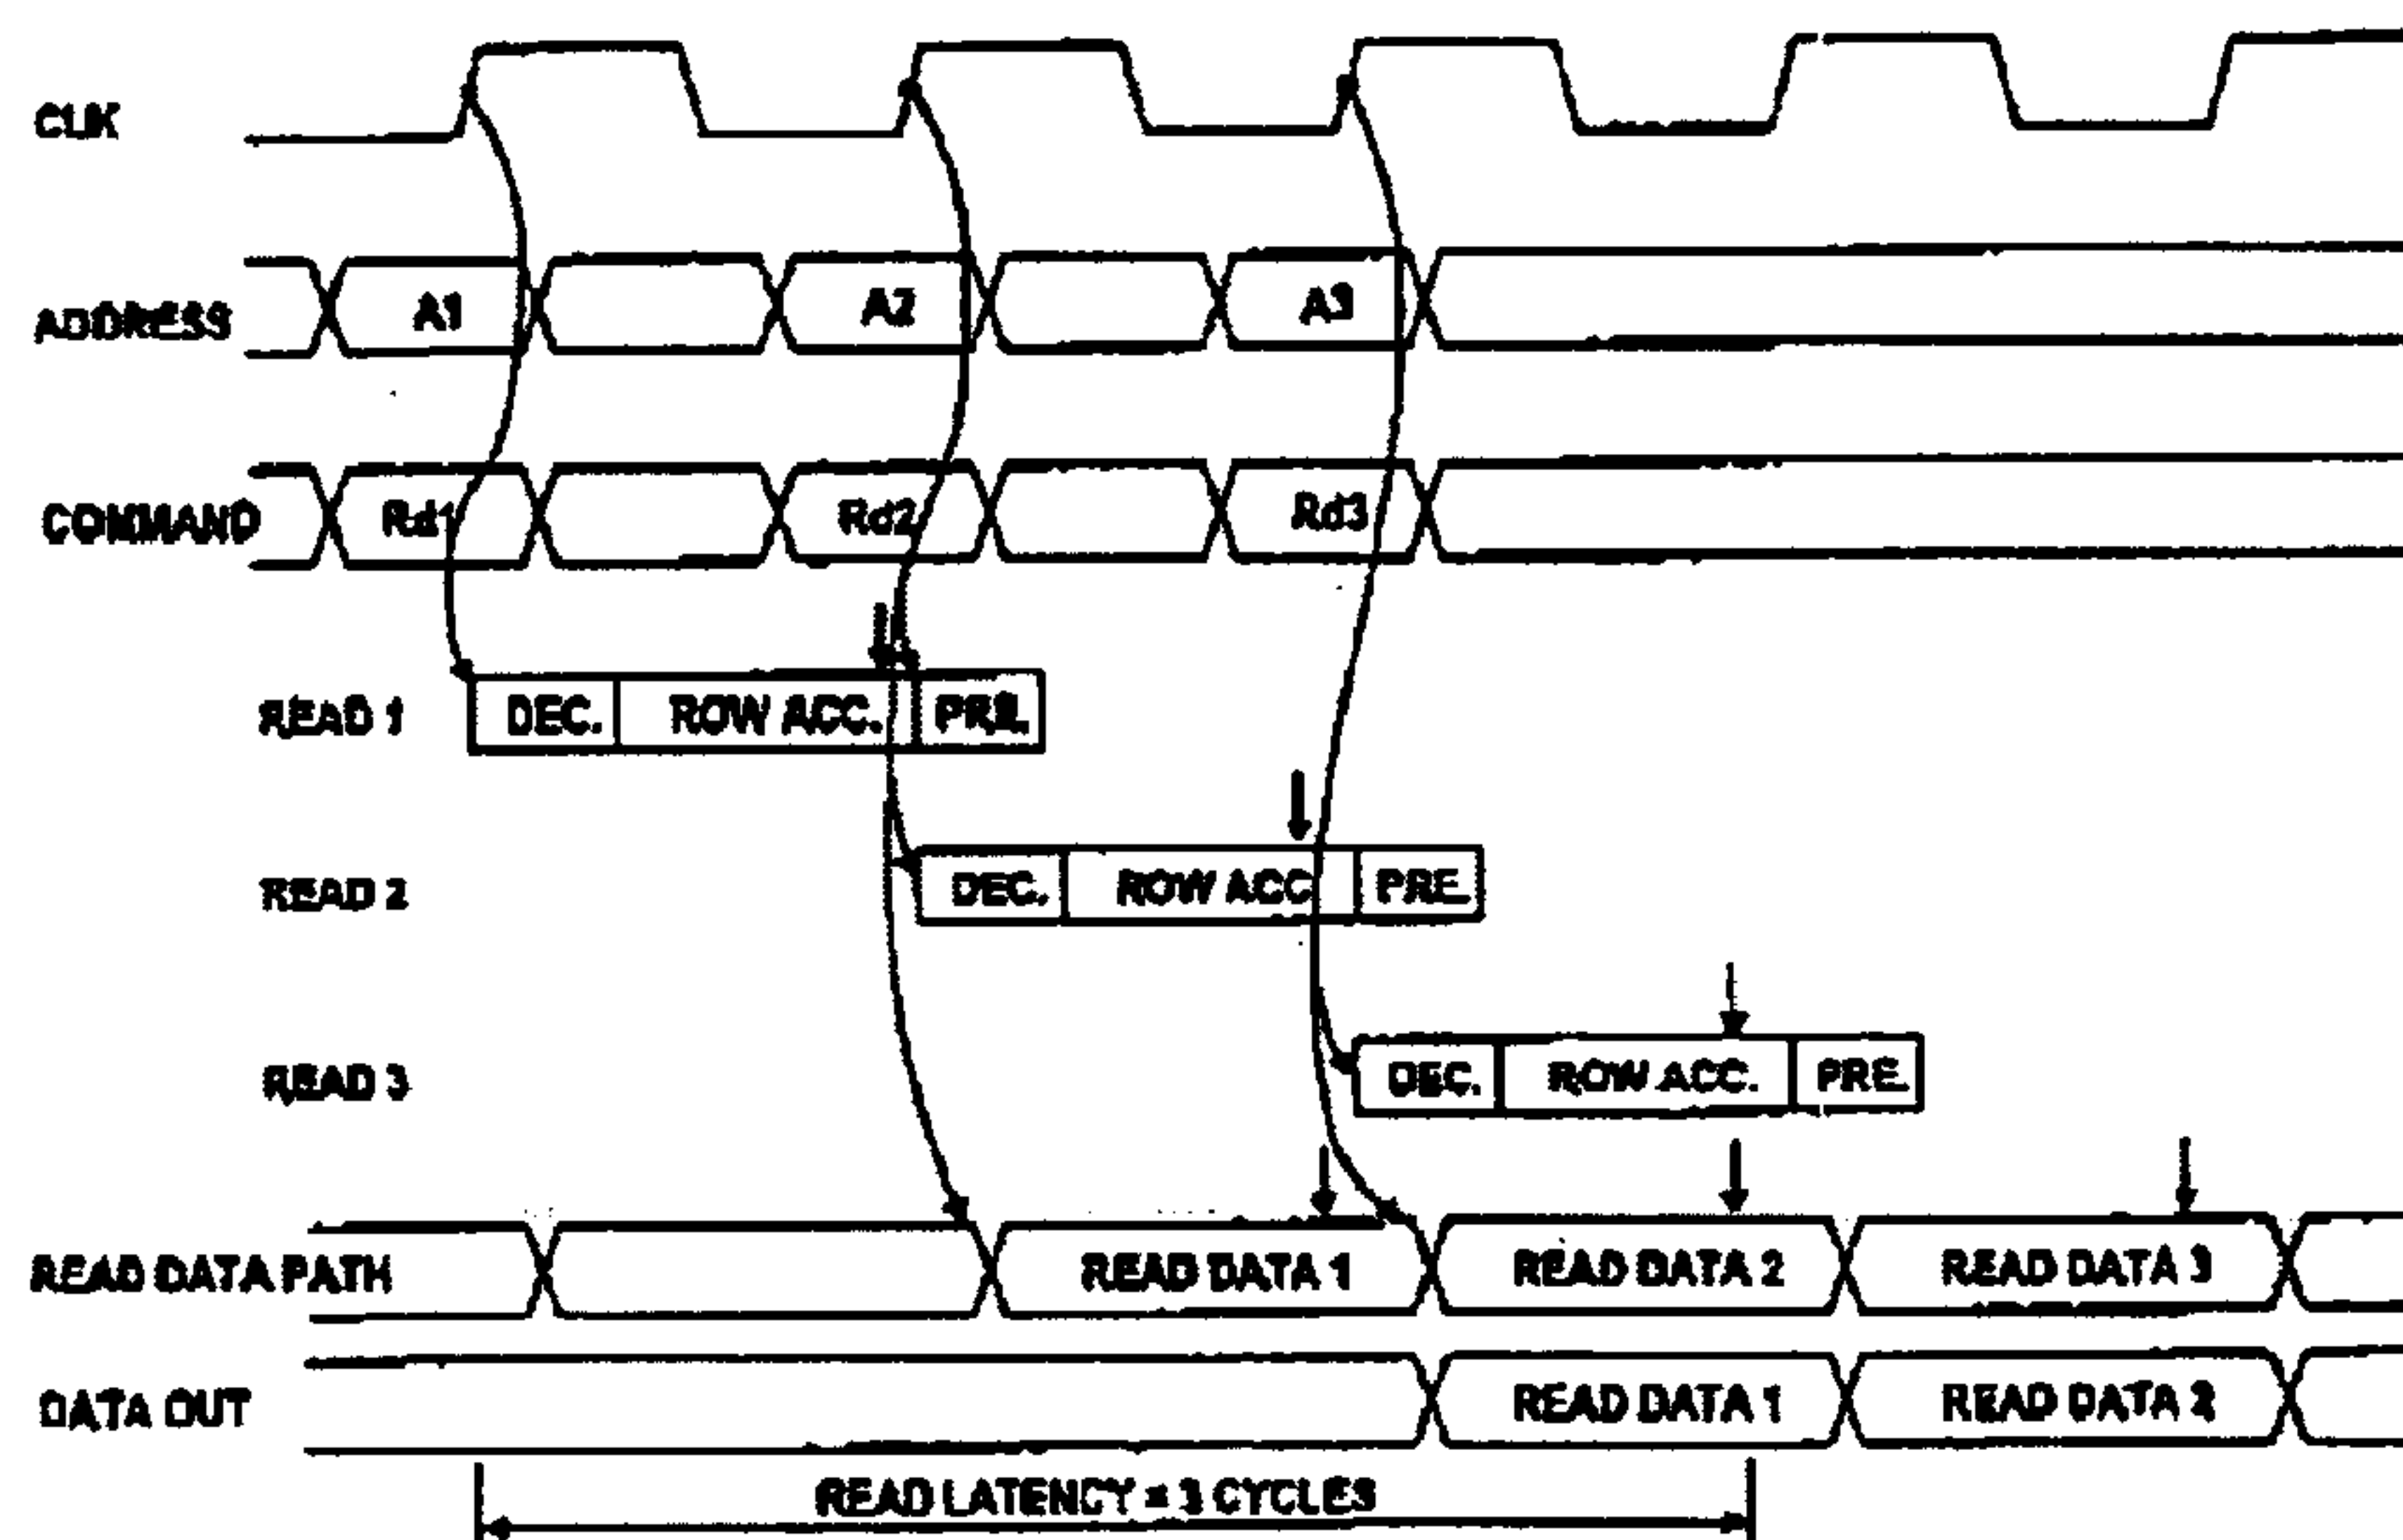 CLK
ADDRESS A1 A2 A3
COMMAND Rd1 Rd2 Rd3
READ 1 DEC. ROW ACC. PRE.
READ 2 DEC. ROW ACC PRE
READ 3 DEC. ROW ACC. PRE
READ DATA PATH READ DATA 1 READ DATA 2 READ DATA 3
DATA OUT READ DATA 1 READ DATA 2
READ LATENCY = 3 CYCLES